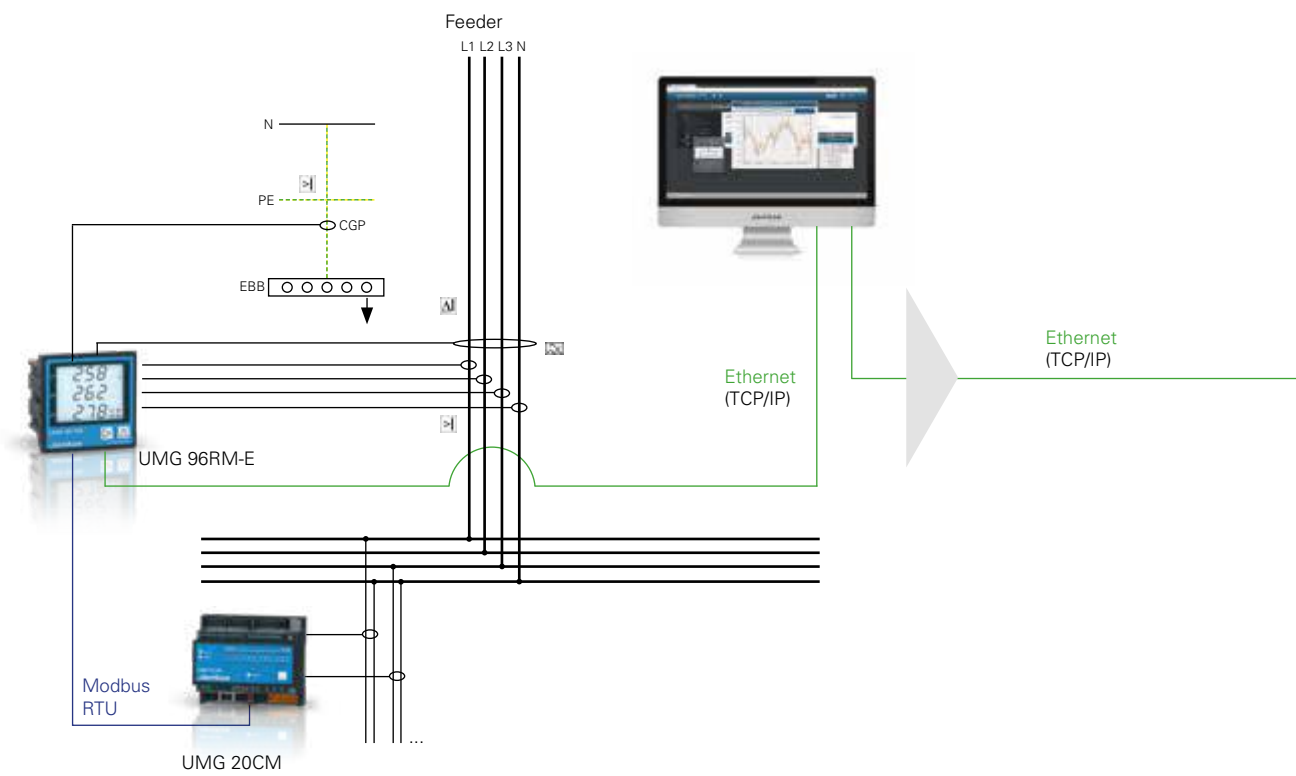 Feeder
L1 L2 L3 N
N
PE
CGP
EBB
258
262
278
UMG 96RM-E
Ethernet
(TCP/IP)
Ethernet
(TCP/IP)
Modbus
RTU
...
UMG 20CM